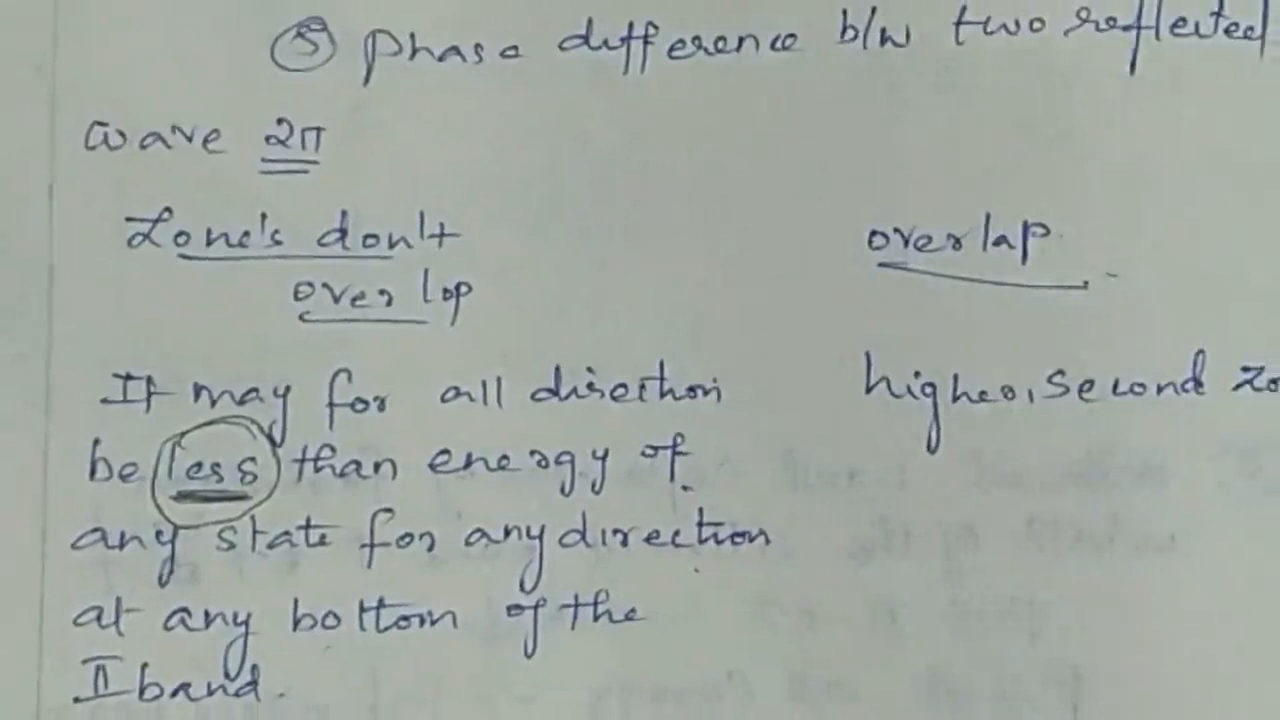 ⑤ phase difference b/w two reflected
wave 2π
Zone's don't
overlap
overlap
It may for all direction
be less than energy of
any state for any direction
at any bottom of the
II band.
higher, second zo